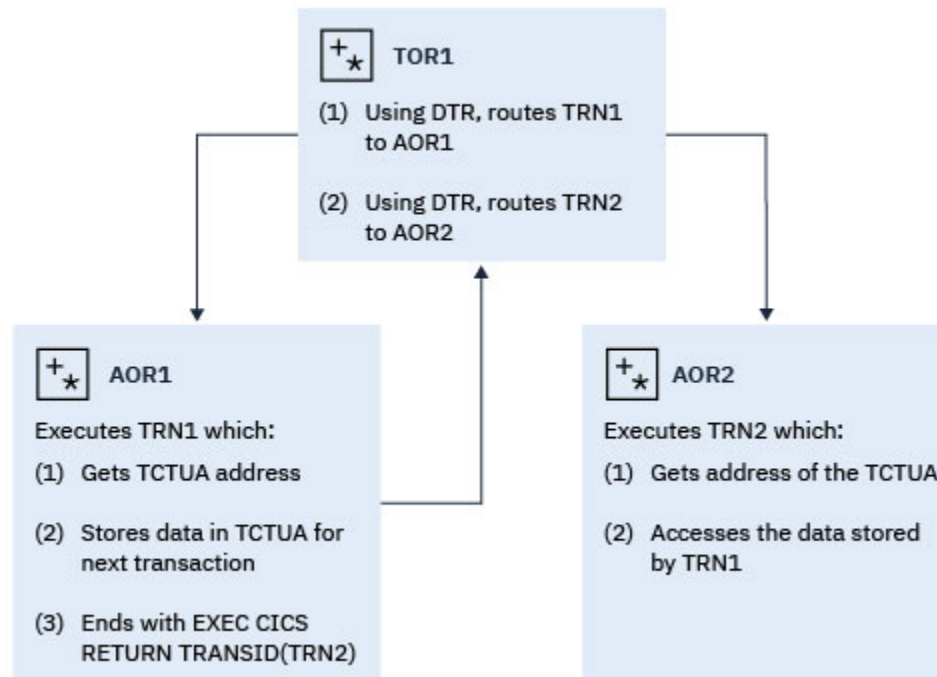 TOR1
(1) Using DTR, routes TRN1
to AOR1
(2) Using DTR, routes TRN2
to AOR2
AOR1
Executes TRN1 which:
(1) Gets TCTUA address
(2) Stores data in TCTUA for
next transaction
(3) Ends with EXEC CICS
RETURN TRANSID(TRN2)
AOR2
Executes TRN2 which:
(1) Gets address of the TCTUA
(2) Accesses the data stored
by TRN1